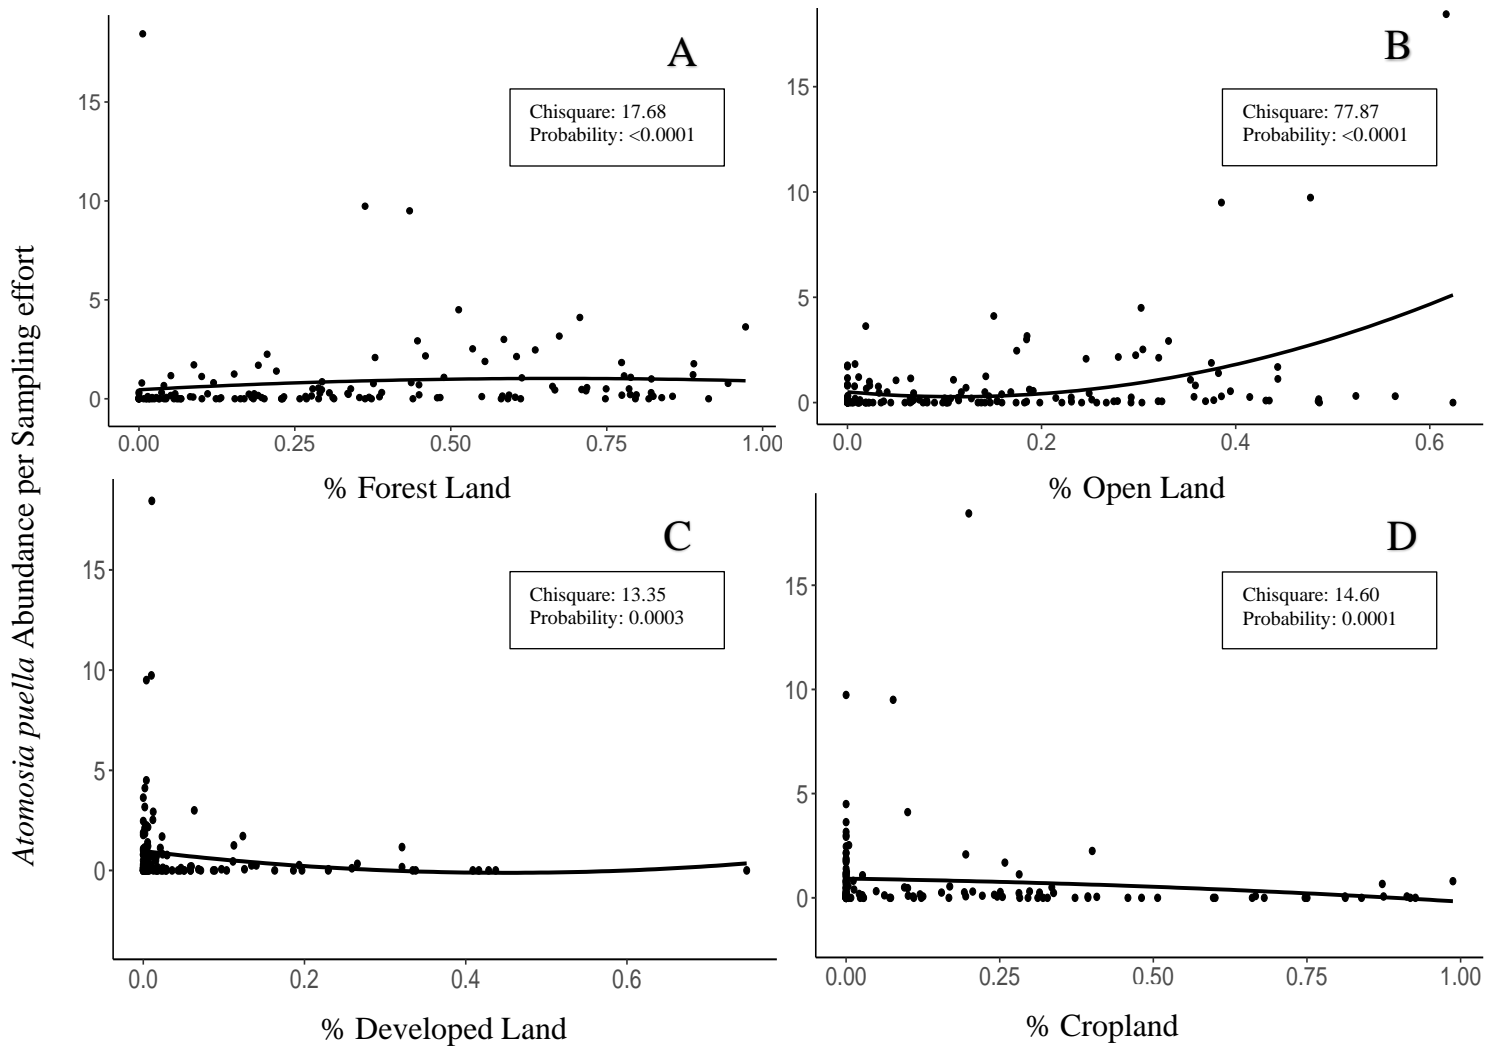 Atomosia puella Abundance per Sampling effort
A
Chisquare: 17.68
Probability: <0.0001
15
10
5
0
0.00 0.25 0.50 0.75 1.00
% Forest Land
B
Chisquare: 77.87
Probability: <0.0001
15
10
5
0
0.0 0.2 0.4 0.6
% Open Land
C
Chisquare: 13.35
Probability: 0.0003
15
10
5
0
0.0 0.2 0.4 0.6
% Developed Land
D
Chisquare: 14.60
Probability: 0.0001
15
10
5
0
0.00 0.25 0.50 0.75 1.00
% Cropland